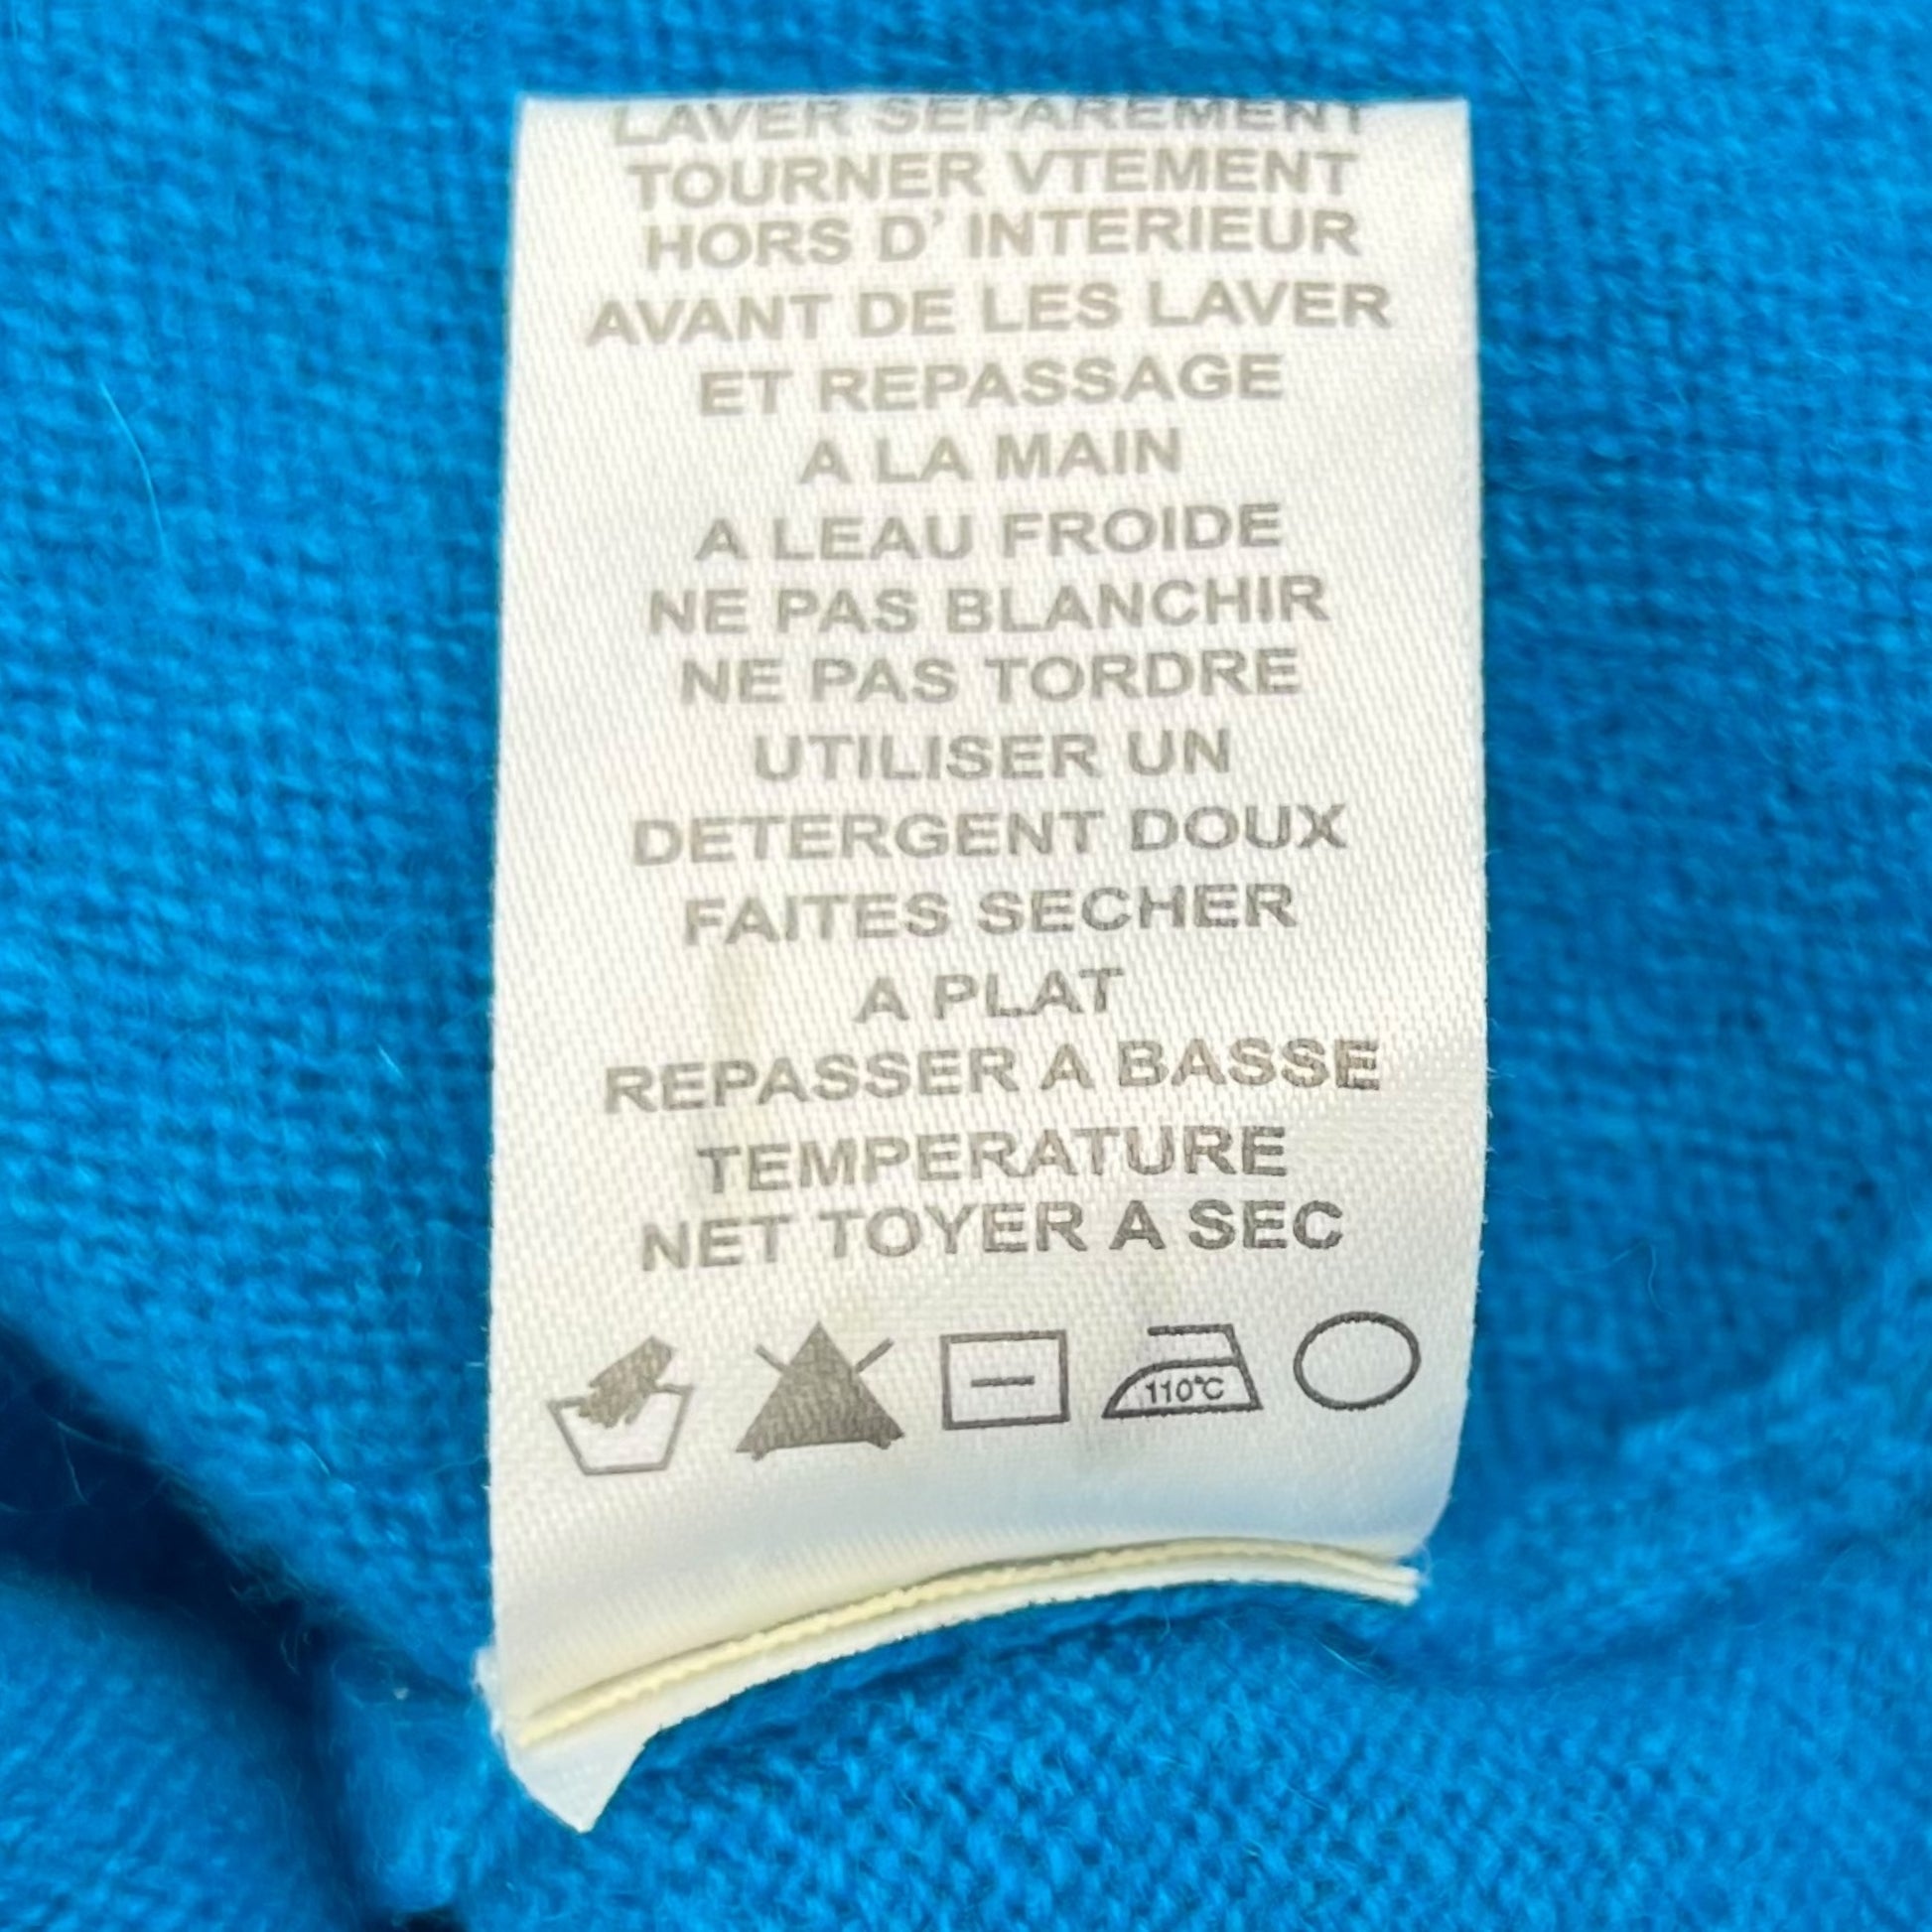 LAVER SEPAREMENT
TOURNER VTEMENT
HORS D' INTERIEUR
AVANT DE LES LAVER
ET REPASSAGE
A LA MAIN
A LEAU FROIDE
NE PAS BLANCHIR
NE PAS TORDRE
UTILISER UN
DETERGENT DOUX
FAITES SECHER
A PLAT
REPASSER A BASSE
TEMPERATURE
NET TOYER A SEC
110°C